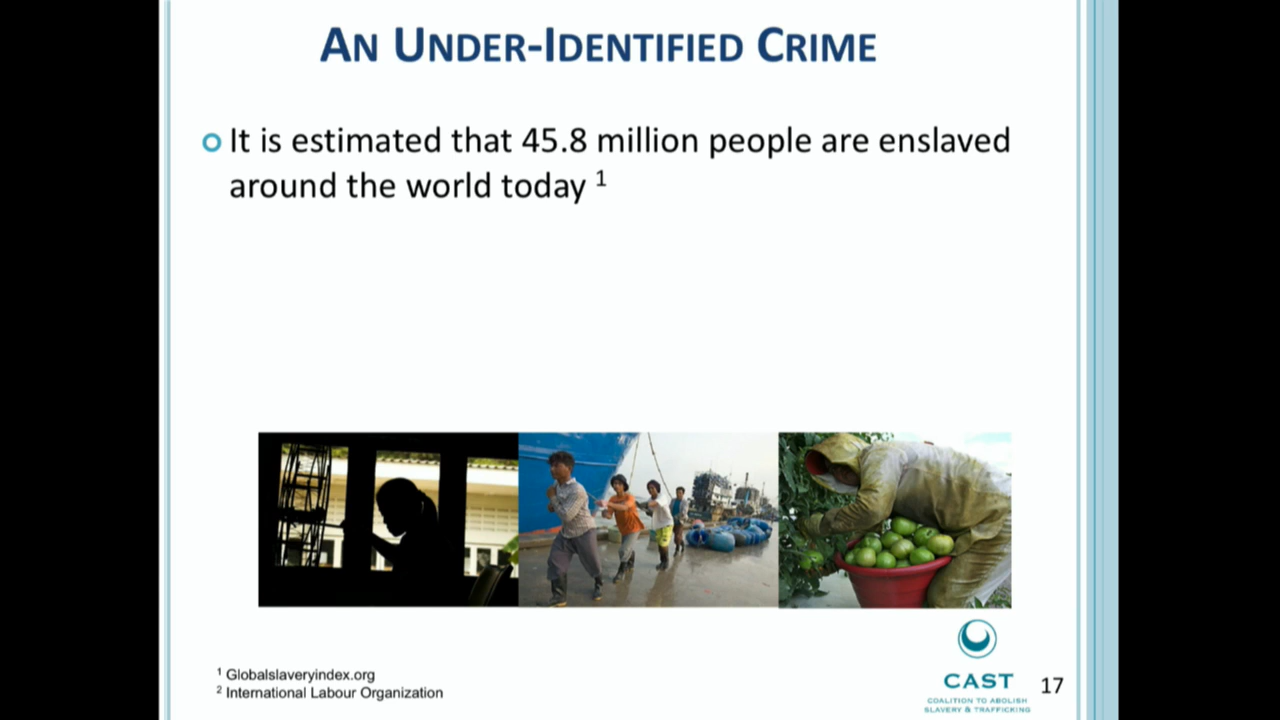 AN UNDER-IDENTIFIED CRIME
It is estimated that 45.8 million people are enslaved
around the world today 1
1 Globalslaveryindex.org
2 International Labour Organization
CAST
COALITION TO ABOLISH
SLAVERY & TRAFFICKING
17